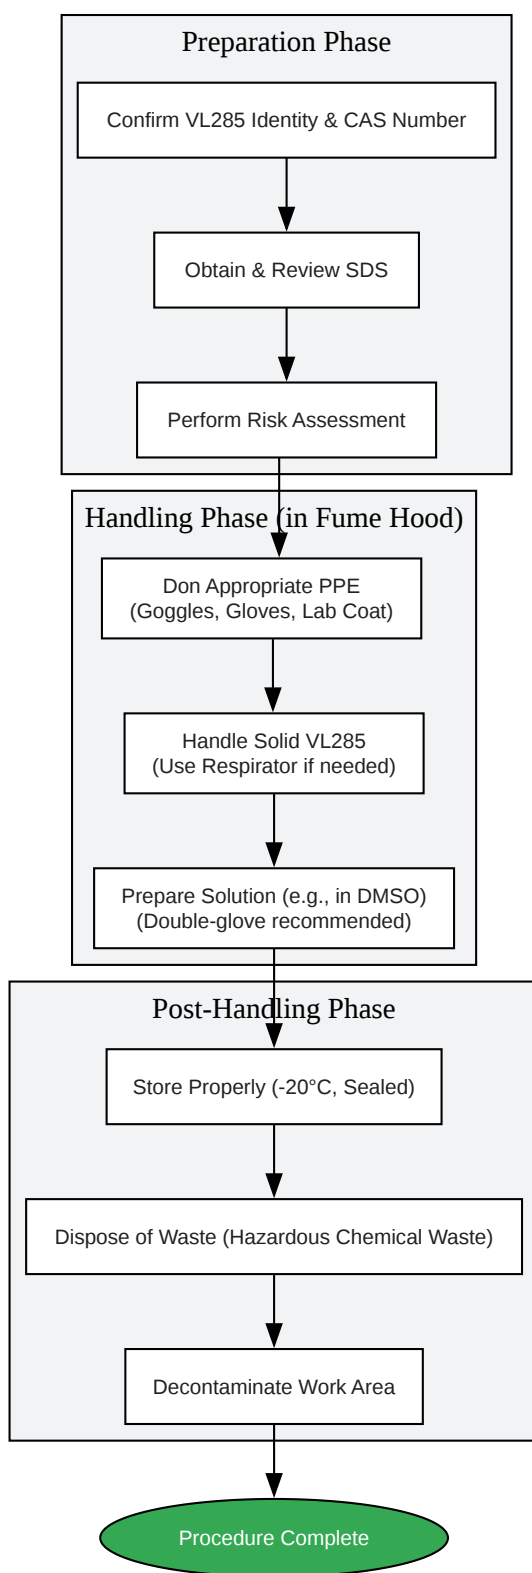 Preparation Phase
Confirm VL285 Identity & CAS Number
Obtain & Review SDS
Perform Risk Assessment
Handling Phase (in Fume Hood)
Don Appropriate PPE
(Goggles, Gloves, Lab Coat)
Handle Solid VL285
(Use Respirator if needed)
Prepare Solution (e.g., in DMSO)
(Double-glove recommended)
Post-Handling Phase
Store Properly (-20°C, Sealed)
Dispose of Waste (Hazardous Chemical Waste)
Decontaminate Work Area
Procedure Complete